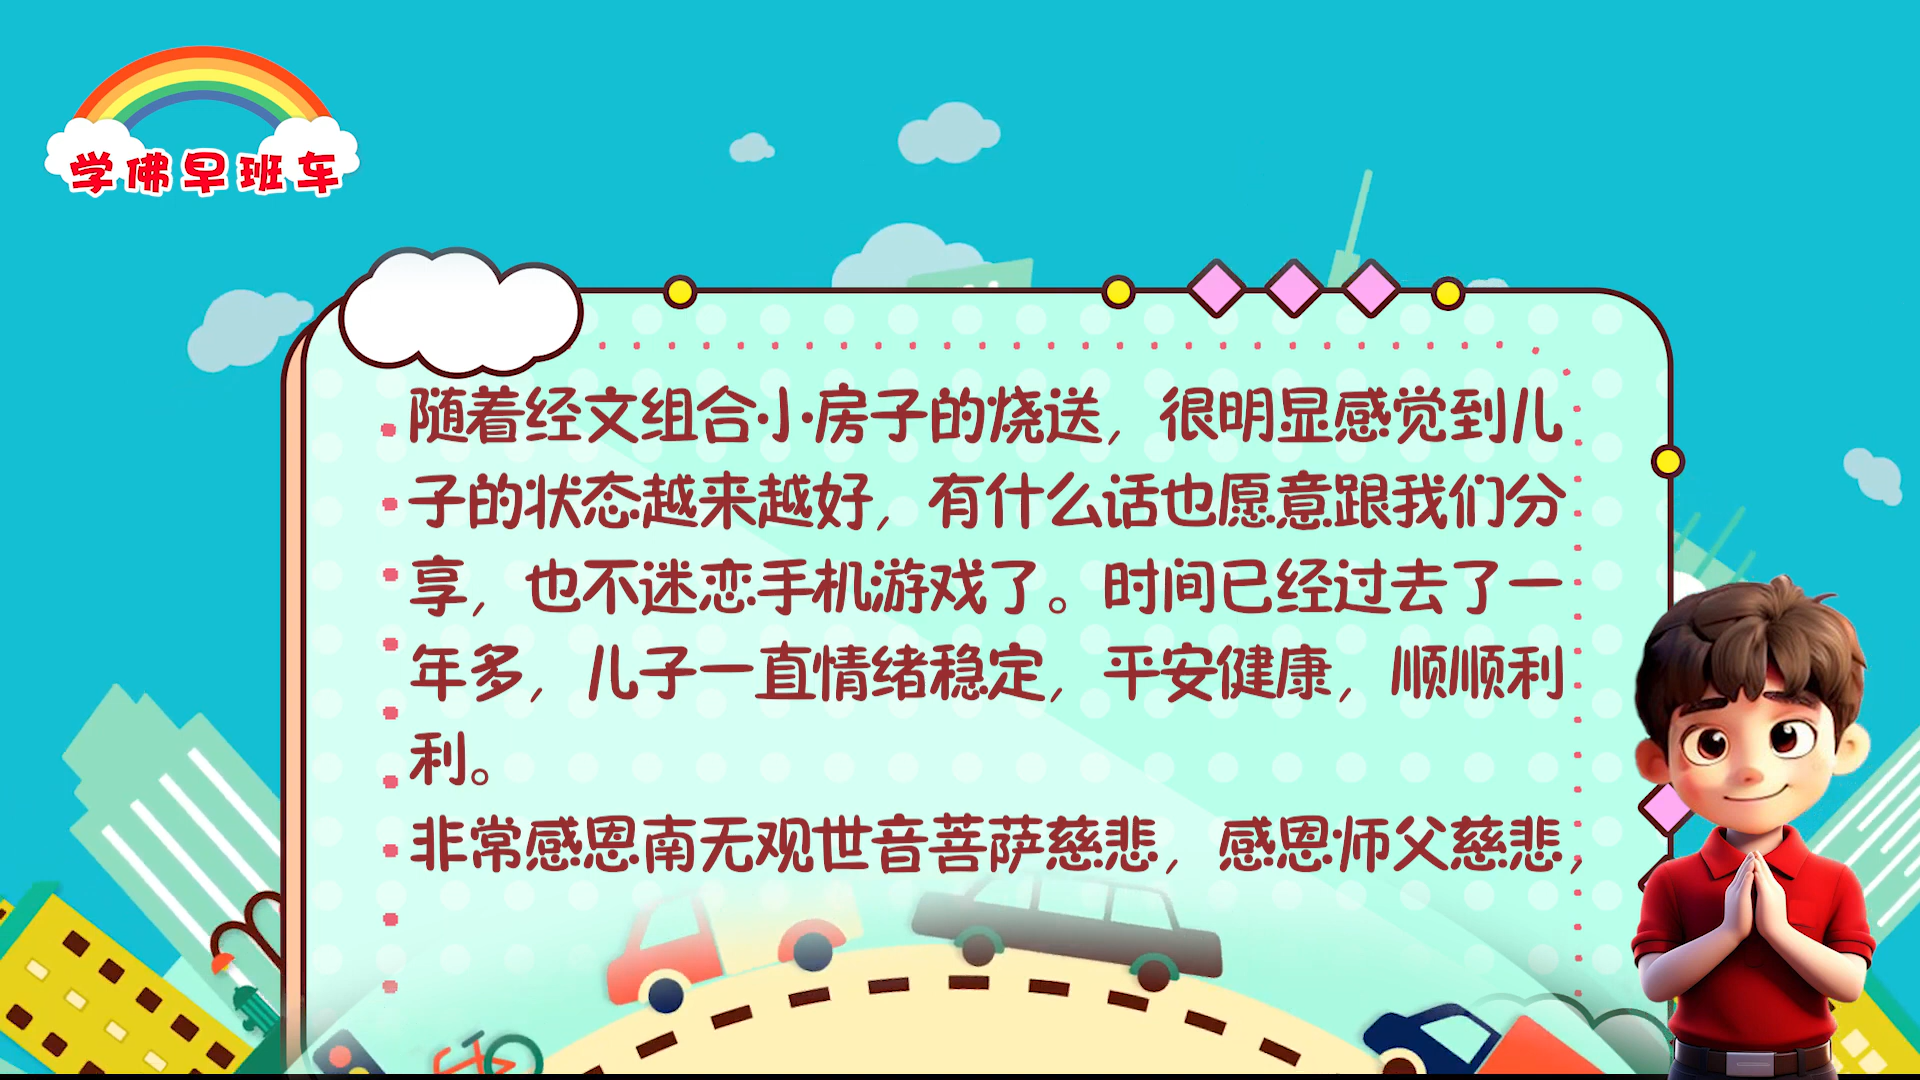 学佛早班车
随着经文组合小房子的烧送，很明显感觉到儿
子的状态越来越好，有什么话也愿意跟我们分
享，也不迷恋手机游戏了。时间已经过去了一
年多，儿子一直情绪稳定，平安健康，顺顺利
利。
非常感恩南无观世音菩萨慈悲，感恩师父慈悲，